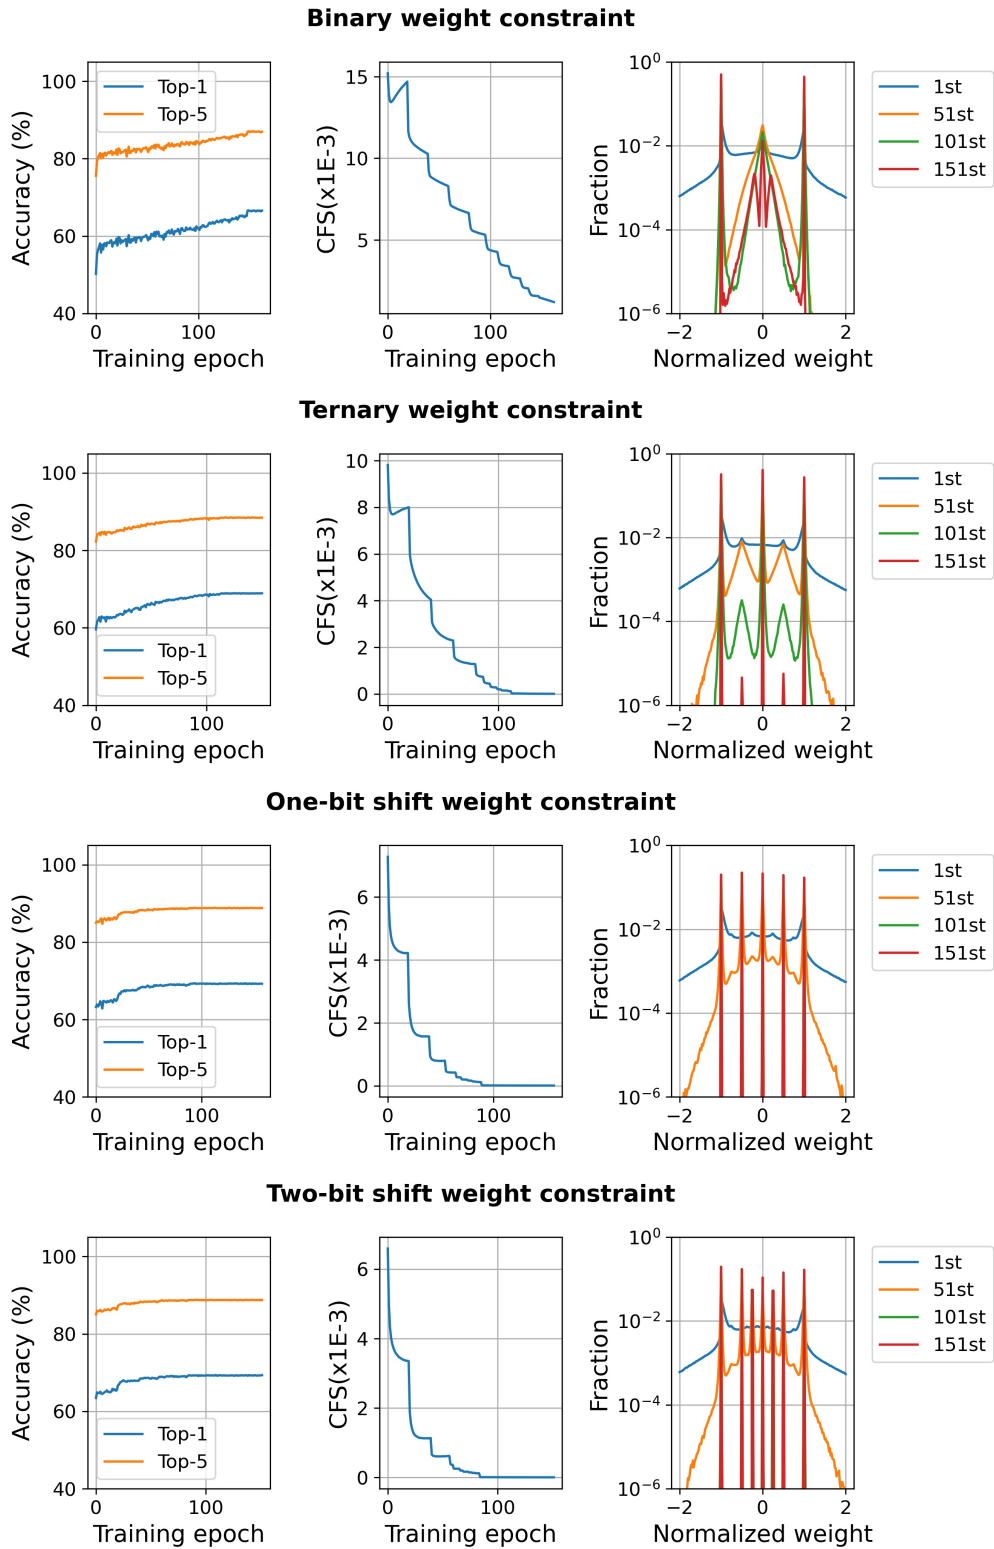 Binary weight constraint
100
80
60
40
0
100
Accuracy (%)
Training epoch
Top-1
Top-5
15
10
5
0
100
CFS(x1E-3)
Training epoch
10⁰
10⁻²
10⁻⁴
10⁻⁶
−2
0
2
Fraction
Normalized weight
1st
51st
101st
151st
Ternary weight constraint
100
80
60
40
0
100
Accuracy (%)
Training epoch
Top-1
Top-5
10
8
6
4
2
0
0
100
CFS(x1E-3)
Training epoch
10⁰
10⁻²
10⁻⁴
10⁻⁶
−2
0
2
Fraction
Normalized weight
1st
51st
101st
151st
One-bit shift weight constraint
100
80
60
40
0
100
Accuracy (%)
Training epoch
Top-1
Top-5
6
4
2
0
0
100
CFS(x1E-3)
Training epoch
10⁰
10⁻²
10⁻⁴
10⁻⁶
−2
0
2
Fraction
Normalized weight
1st
51st
101st
151st
Two-bit shift weight constraint
100
80
60
40
0
100
Accuracy (%)
Training epoch
Top-1
Top-5
6
4
2
0
0
100
CFS(x1E-3)
Training epoch
10⁰
10⁻²
10⁻⁴
10⁻⁶
−2
0
2
Fraction
Normalized weight
1st
51st
101st
151st